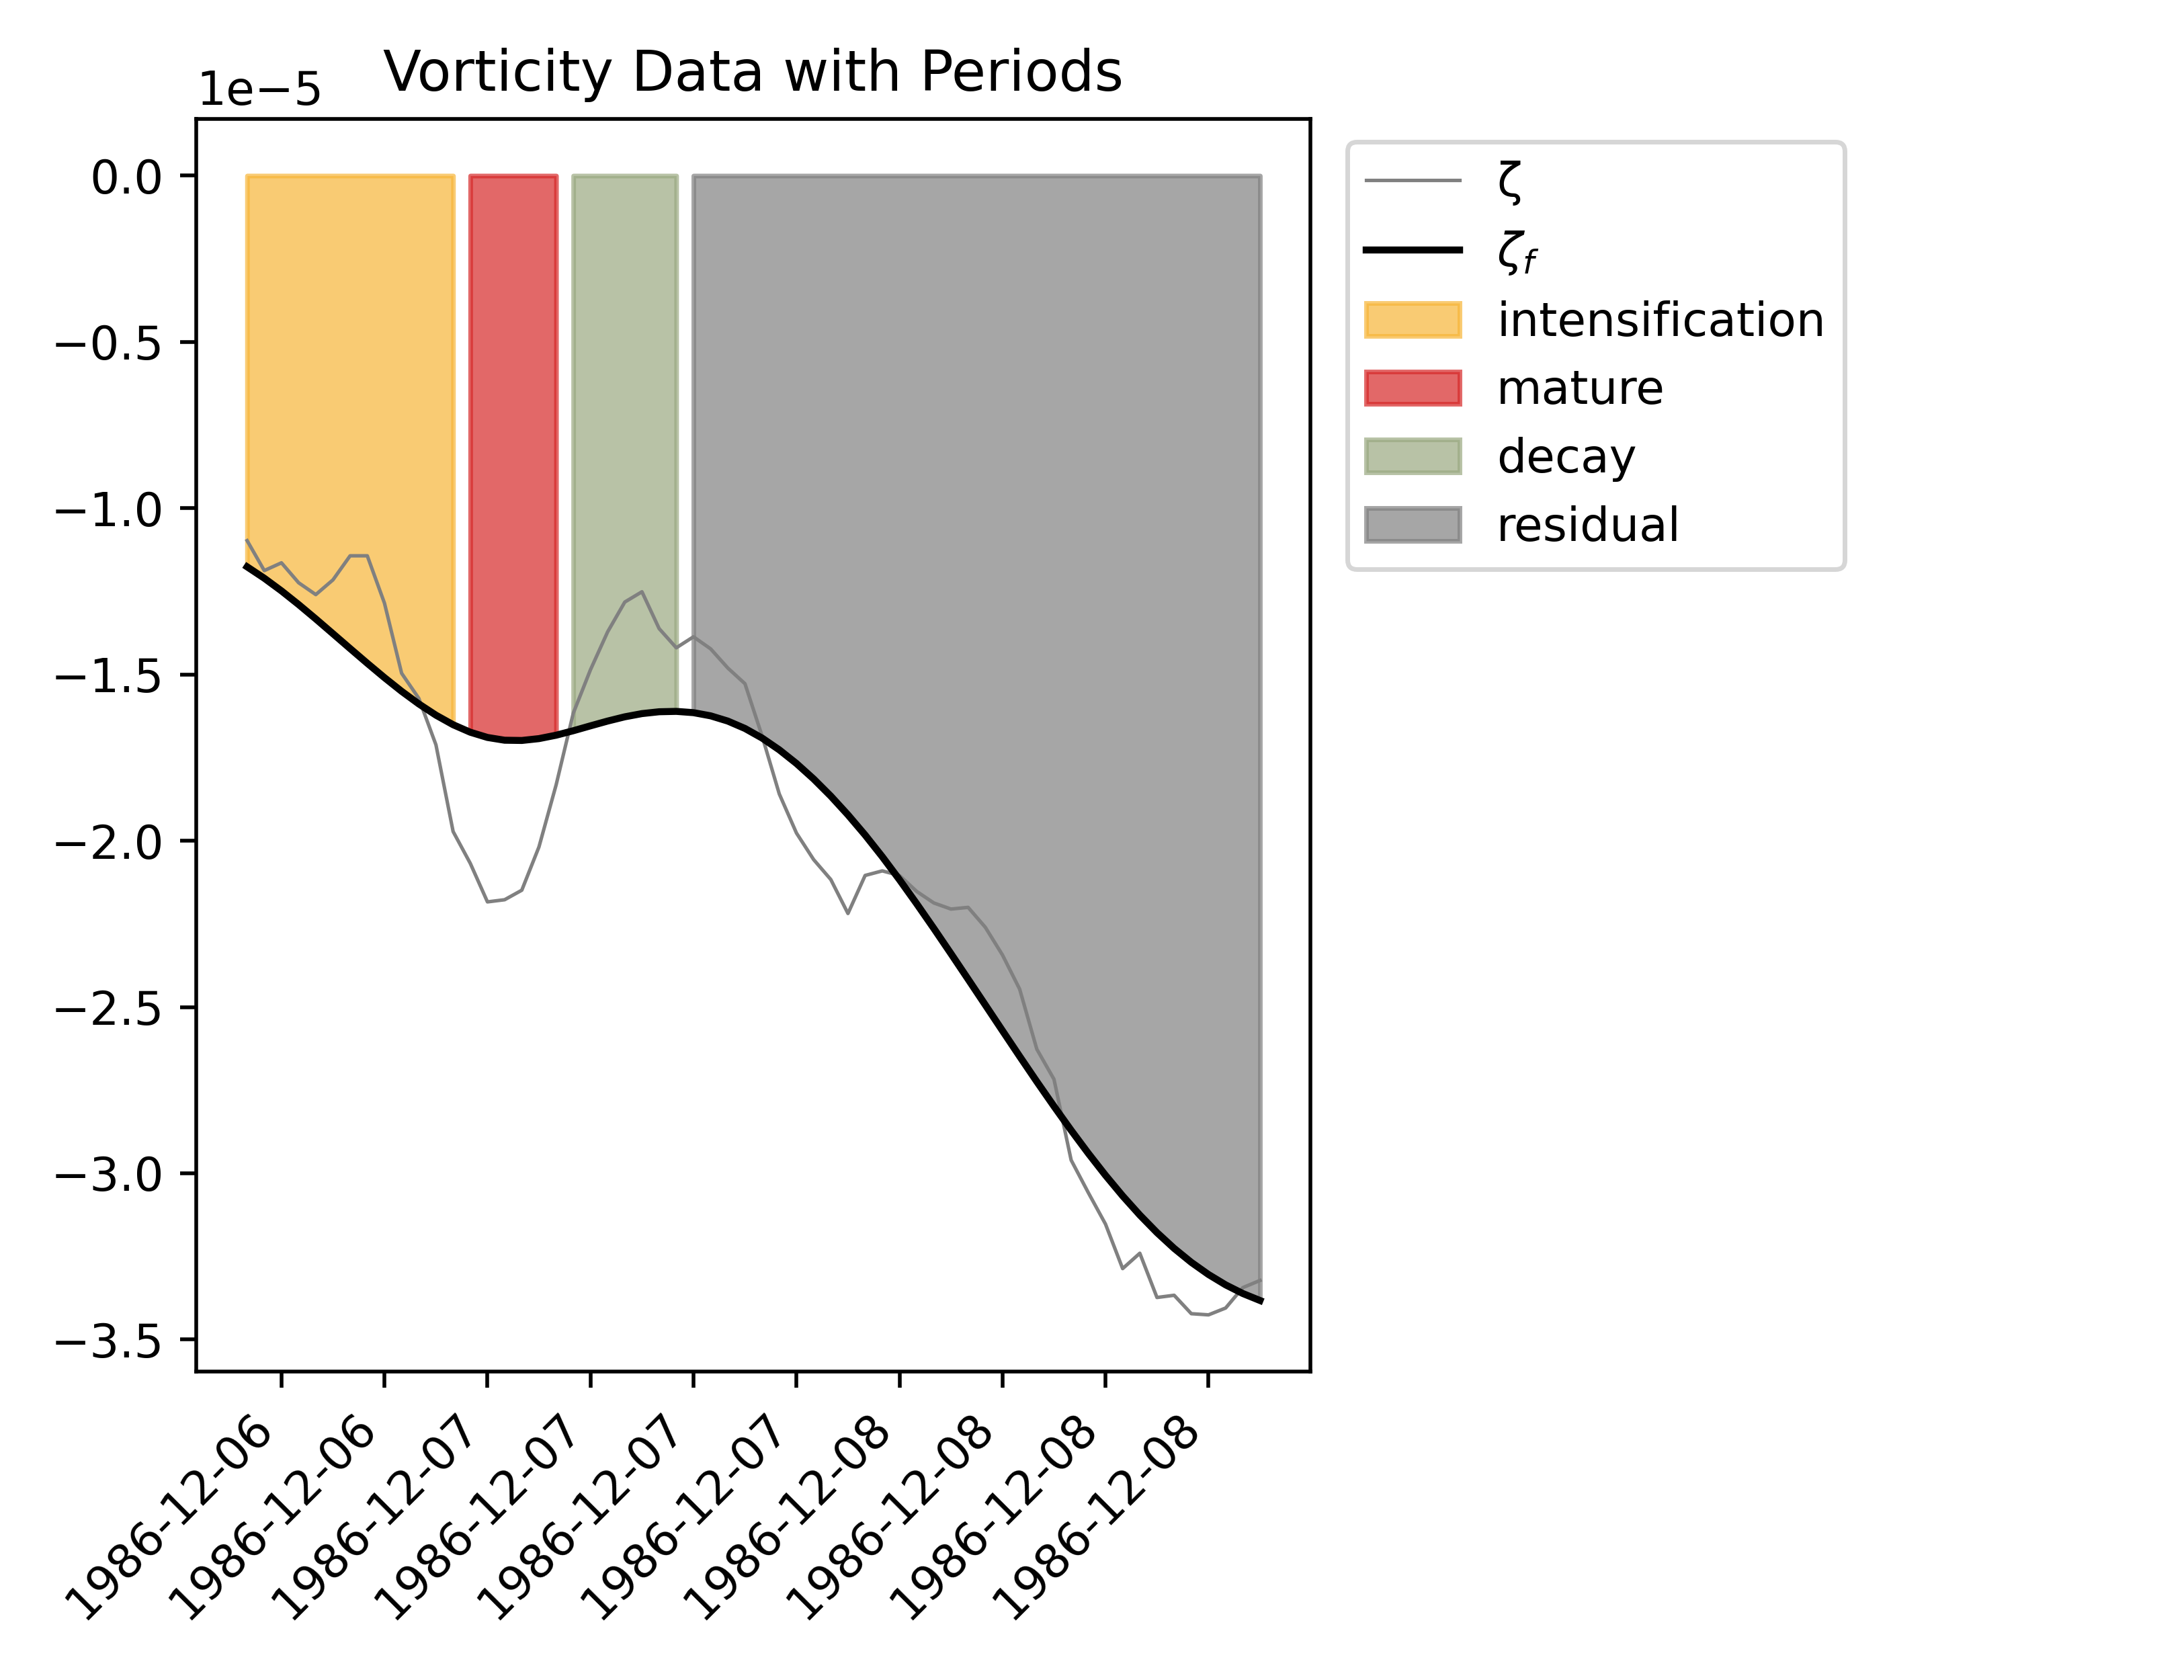 Vorticity Data with Periods
1e−5
0.0
−0.5
−1.0
−1.5
−2.0
−2.5
−3.0
−3.5
1986-12-06
1986-12-06
1986-12-07
1986-12-07
1986-12-07
1986-12-07
1986-12-08
1986-12-08
1986-12-08
1986-12-08
ζ
ζf
intensification
mature
decay
residual